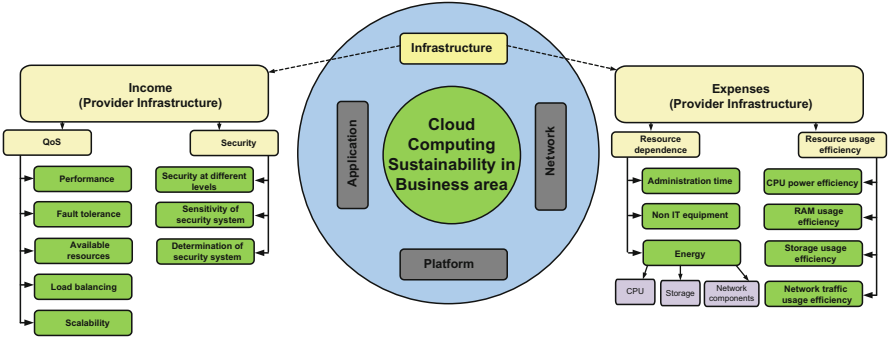 Infrastructure
Income
(Provider Infrastructure)
QoS
Security
Performance
Fault tolerance
Available
resources
Load balancing
Scalability
Security at different
levels
Sensitivity of
security system
Determination of
security system
Application
Cloud
Computing
Sustainability in
Business area
Network
Platform
Expenses
(Provider Infrastructure)
Resource
dependence
Resource usage
efficiency
Administration time
Non IT equipment
Energy
CPU
Storage
Network
components
CPU power efficiency
RAM usage
efficiency
Storage usage
efficiency
Network traffic
usage efficiency